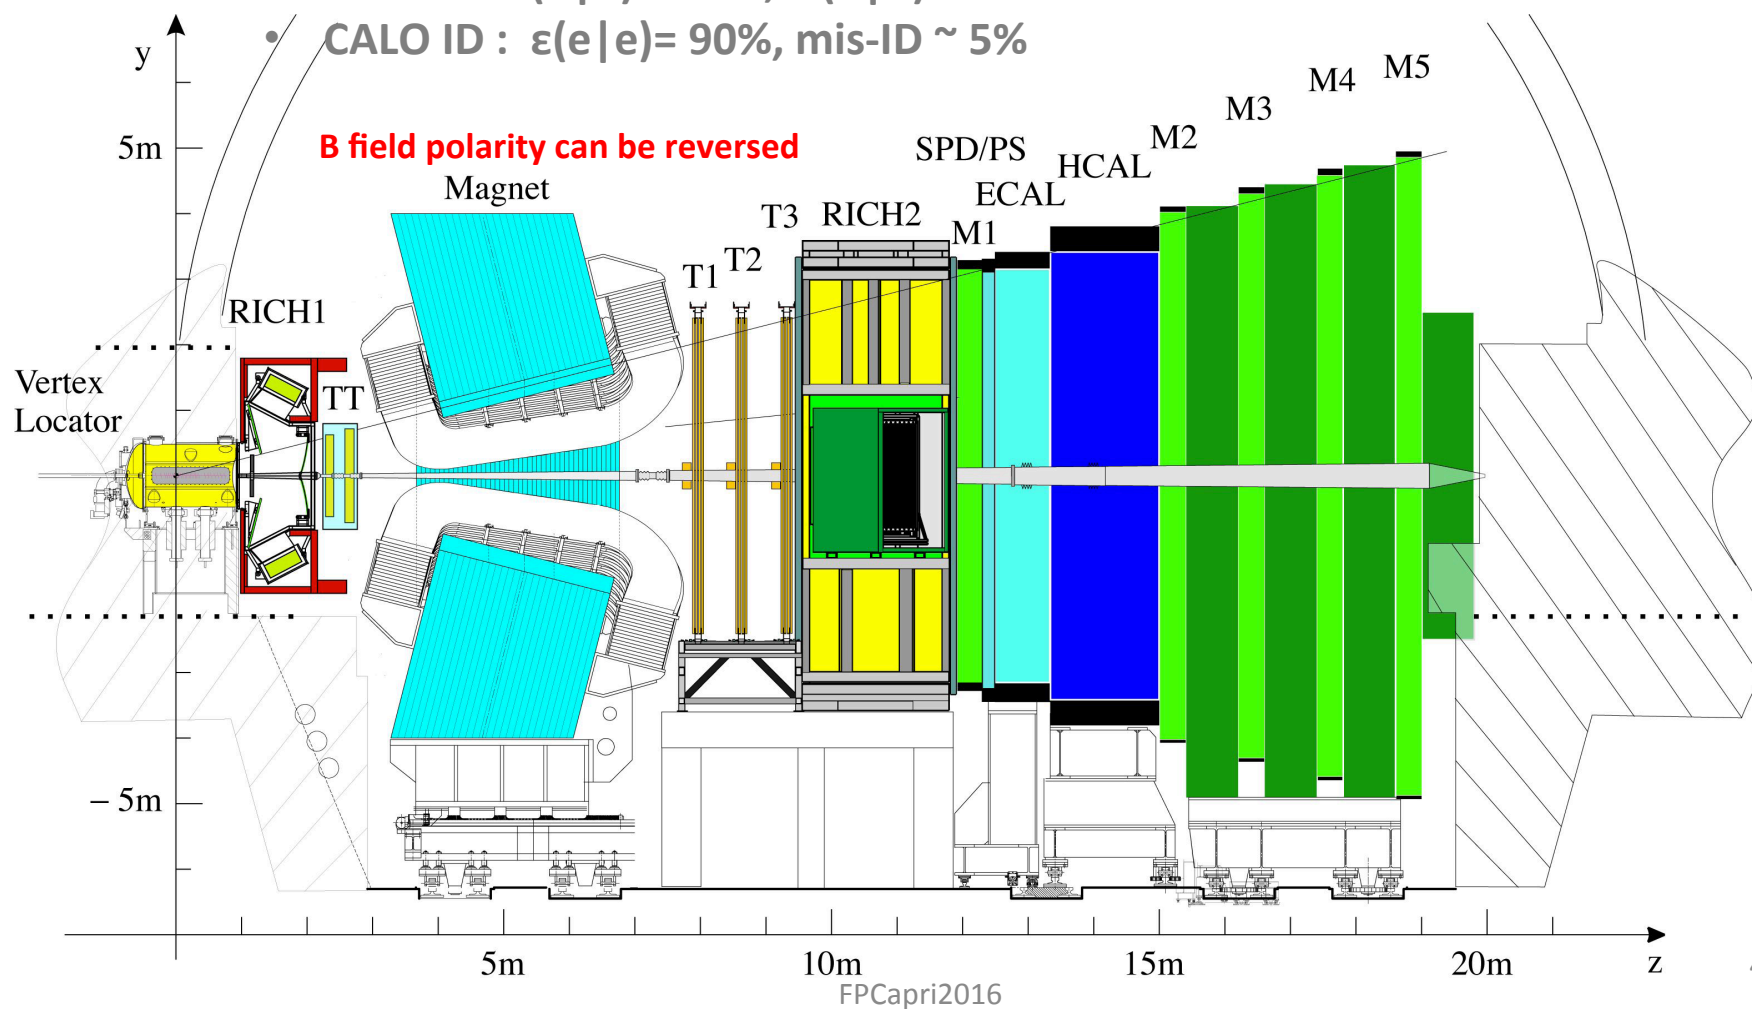 • CALO ID : ε(e|e)= 90%, mis-ID ~ 5%
y
M5
M4
M3
M2
5m
B field polarity can be reversed
SPD/PS
HCAL
Magnet
ECAL
T3
RICH2
M1
T2
T1
RICH1
Vertex
Locator
TT
− 5m
5m
10m
15m
20m
z
FPCapri2016